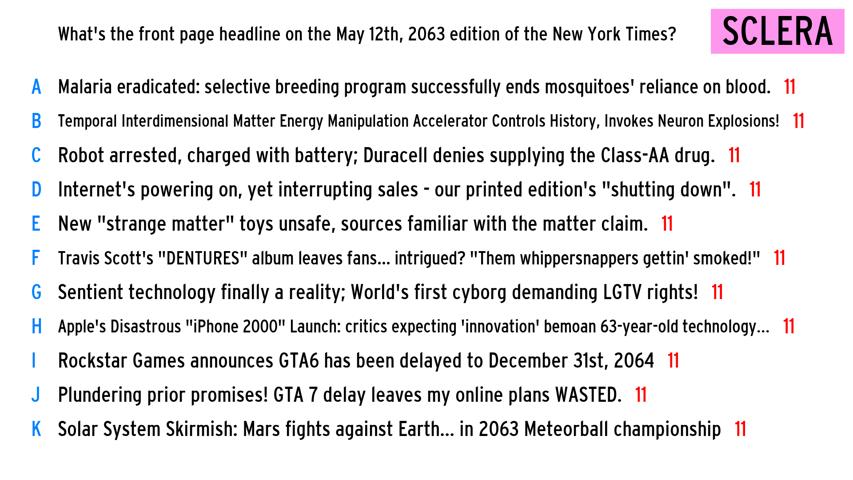 What's the front page headline on the May 12th, 2063 edition of the New York Times?
SCLERA
A Malaria eradicated: selective breeding program successfully ends mosquitoes' reliance on blood. 11
B Temporal Interdimensional Matter Energy Manipulation Accelerator Controls History, Invokes Neuron Explosions! 11
C Robot arrested, charged with battery; Duracell denies supplying the Class-AA drug. 11
D Internet's powering on, yet interrupting sales - our printed edition's "shutting down". 11
E New "strange matter" toys unsafe, sources familiar with the matter claim. 11
F Travis Scott's "DENTURES" album leaves fans... intrigued? "Them whippersnappers gettin' smoked!" 11
G Sentient technology finally a reality; World's first cyborg demanding LGTV rights! 11
H Apple's Disastrous "iPhone 2000" Launch: critics expecting 'innovation' bemoan 63-year-old technology... 11
I Rockstar Games announces GTA6 has been delayed to December 31st, 2064 11
J Plundering prior promises! GTA 7 delay leaves my online plans WASTED. 11
K Solar System Skirmish: Mars fights against Earth... in 2063 Meteorball championship 11